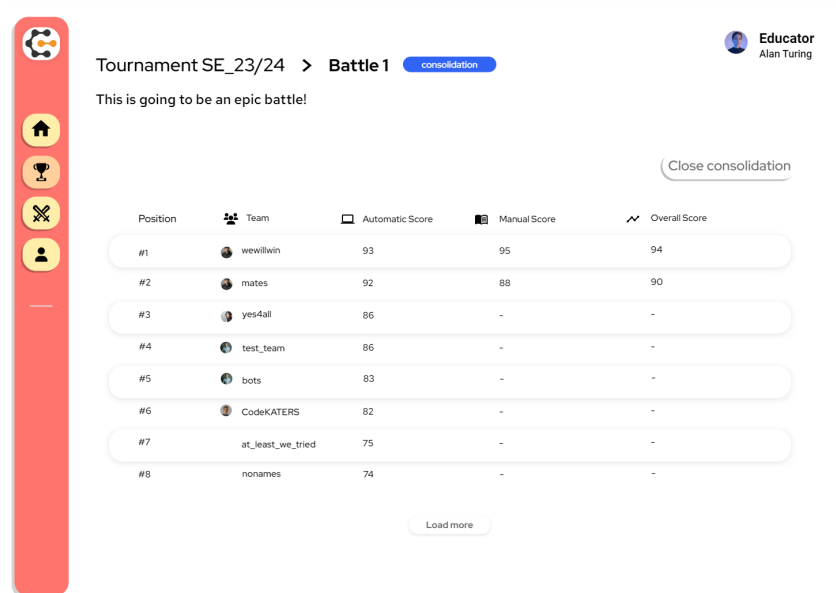 Educator
Alan Turing
Tournament SE_23/24 > Battle 1 consolidation
This is going to be an epic battle!
Close consolidation
Position Team Automatic Score Manual Score Overall Score
#1 wewillwin 93 95 94
#2 mates 92 88 90
#3 yes4all 86 - -
#4 test_team 86 - -
#5 bots 83 - -
#6 CodeKATERS 82 - -
#7 at_least_we_tried 75 - -
#8 nonames 74 - -
Load more